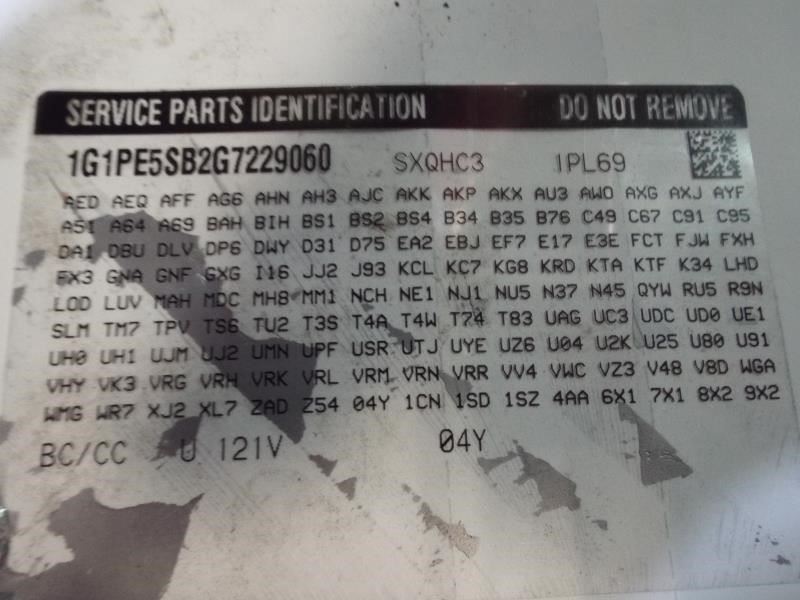 SERVICE PARTS IDENTIFICATION DO NOT REMOVE
1G1PE5SB2G7229060 SXQHC3 1PL69
AED AEQ AFF AG6 AHN AH3 AJC AKK AKP AKX AU3 AW0 AXG AXJ AYF
A51 A64 A69 BAH BIH BS1 BS2 BS4 B34 B35 B76 C49 C67 C91 C95
DA1 DBU DLV DP6 DWY D31 D75 EA2 EBJ EF7 E17 E3E FCT FJW FXH
FX3 GNA GNF GXG I16 JJ2 J93 KCL KC7 KG8 KRD KTA KTF K34 LHD
LOD LUV MAH MDC MH8 MM1 NCH NE1 NJ1 NU5 N37 N45 QYW RU5 R9N
SLM TM7 TPV TS6 TU2 T3S T4A T4W T74 T83 UAG UC3 UDC UD0 UE1
UH0 UH1 UJM UJ2 UMN UPF USR UTJ UYE UZ6 U04 U2K U25 U80 U91
VHY VK3 VRG VRH VRK VRL VRM VRN VRR VV4 VWC VZ3 V48 V8D WGA
WMG WR7 XJ2 XL7 ZAD Z54 04Y 1CN 1SD 1SZ 4AA 6X1 7X1 8X2 9X2
BC/CC U 121V 04Y